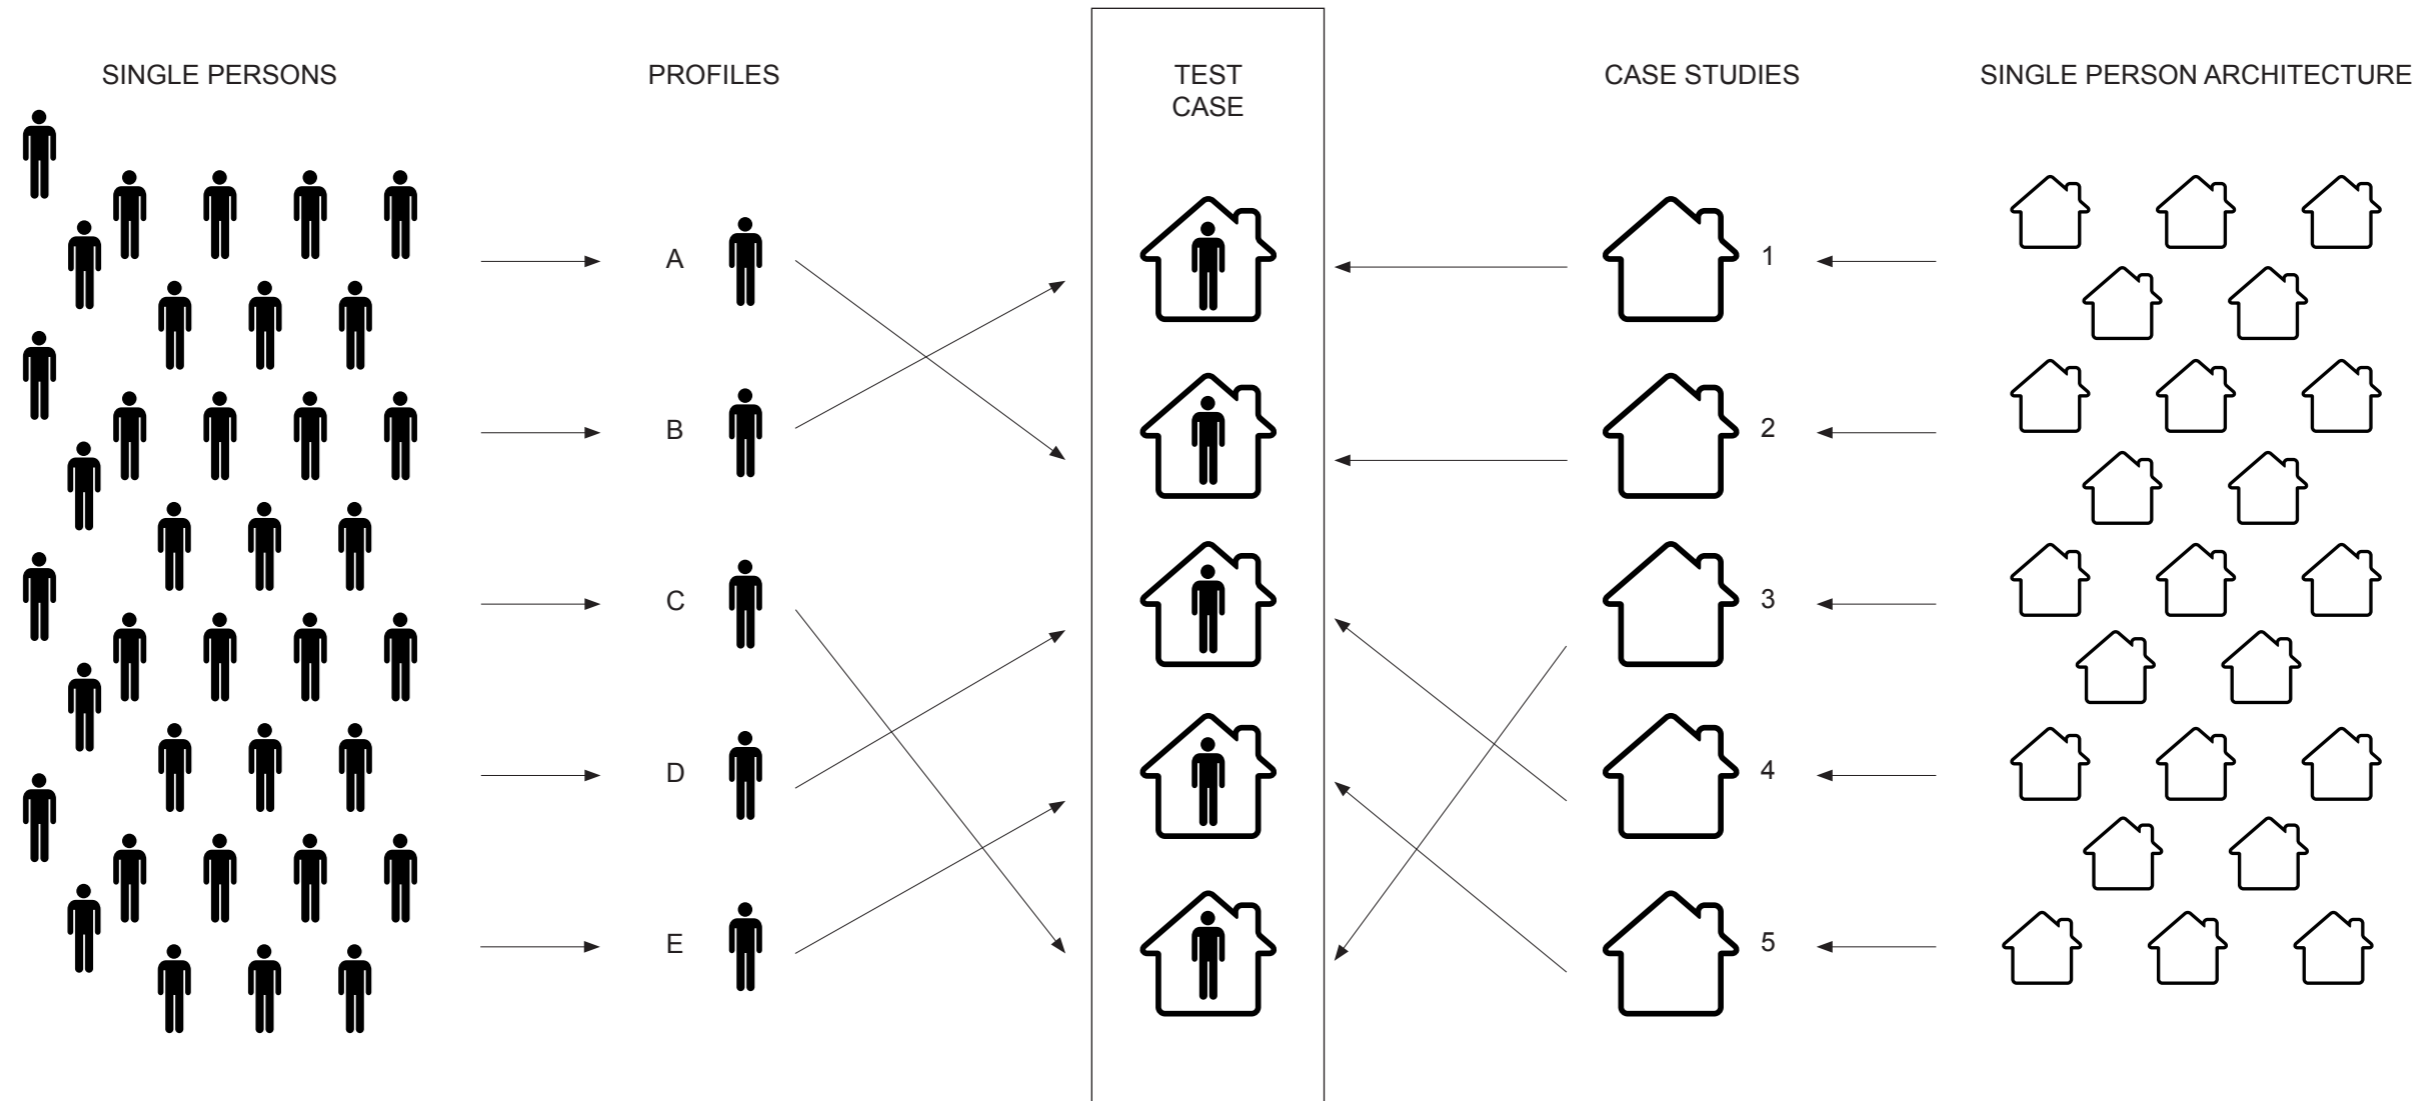 SINGLE PERSONS
PROFILES
TEST
CASE
CASE STUDIES
SINGLE PERSON ARCHITECTURE
A
1
B
2
C
3
D
4
E
5